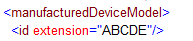 <manufacturedDeviceModel>
<id extension="ABCDE"/>